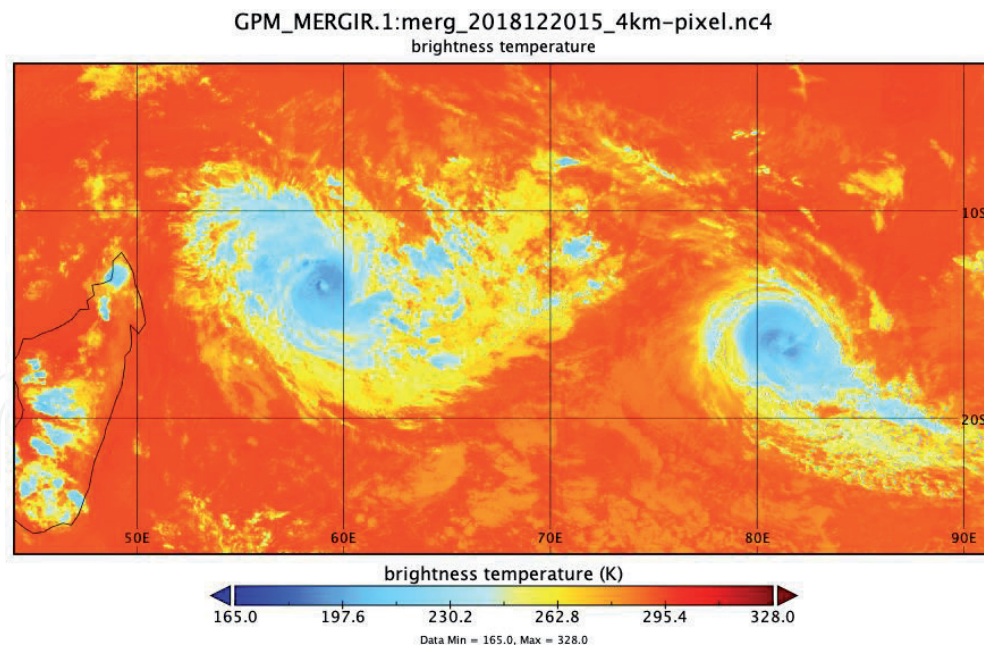 GPM_MERGIR.1:merg_2018122015_4km-pixel.nc4
brightness temperature
10S
20S
50E 60E 70E 80E 90E
brightness temperature (K)
165.0 197.6 230.2 262.8 295.4 328.0
Data Min = 165.0, Max = 328.0